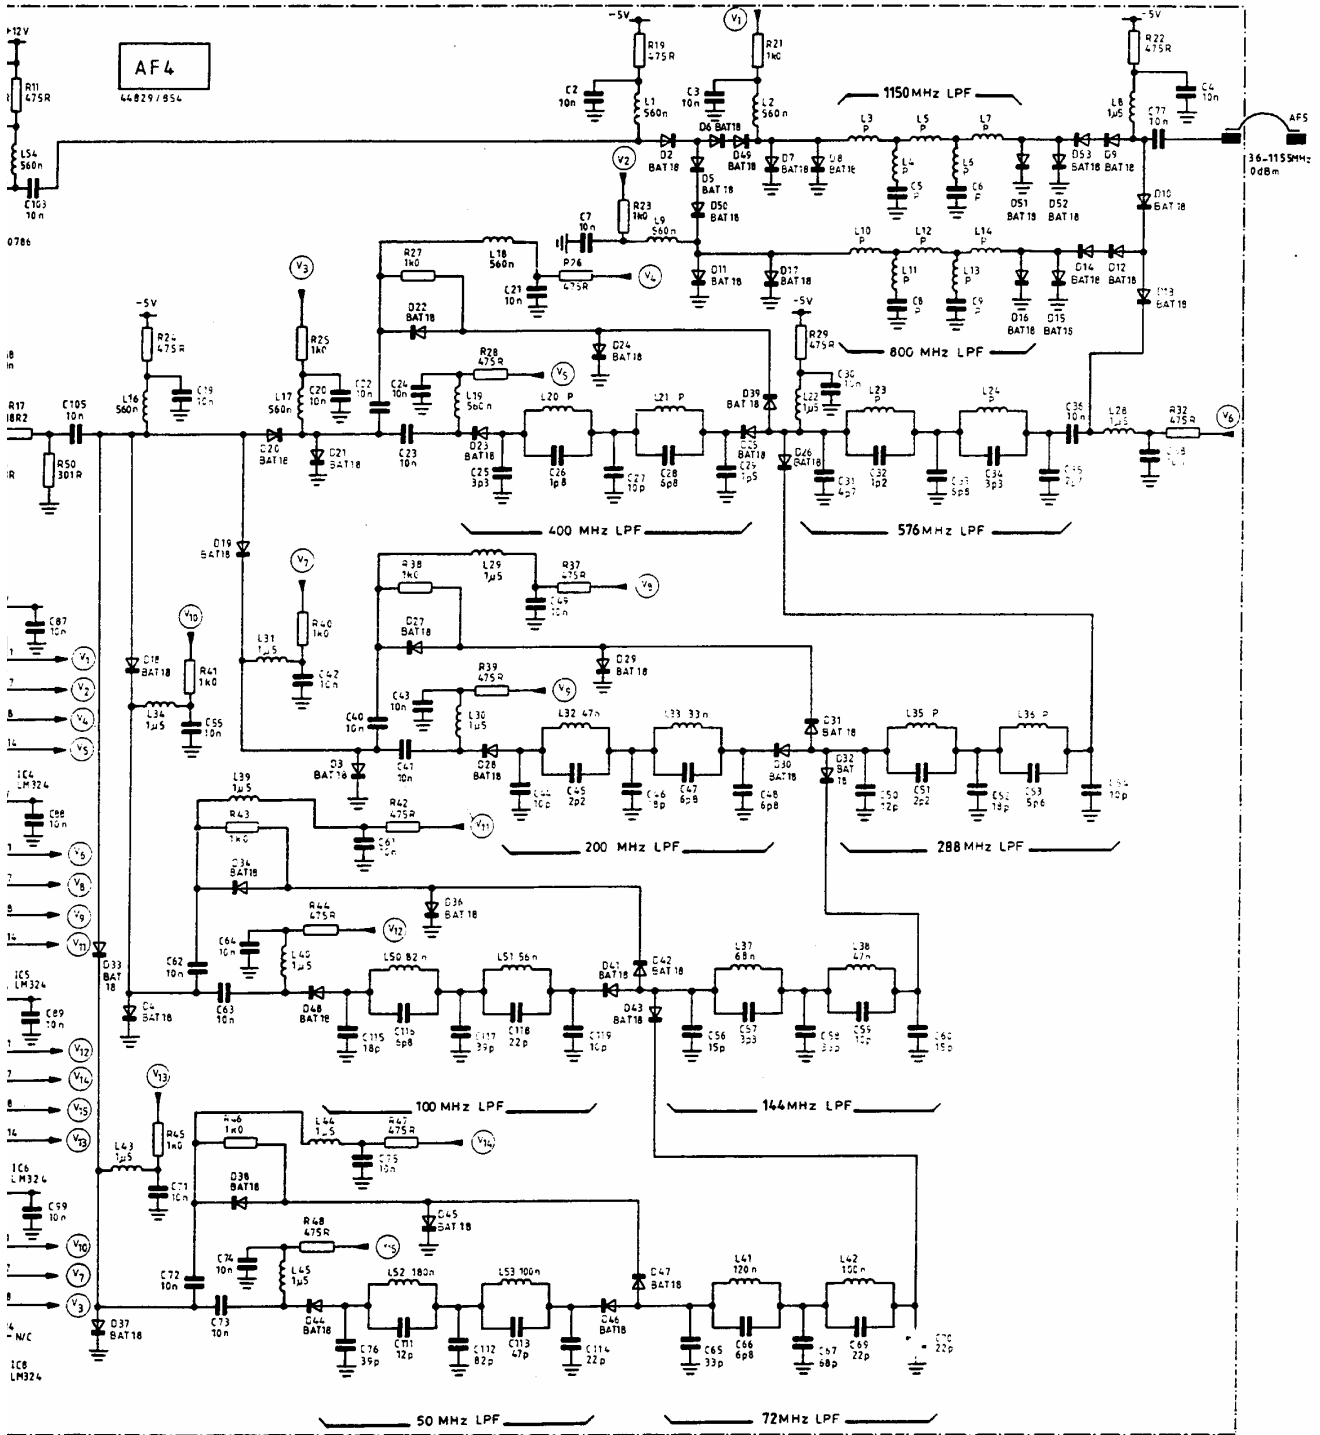 -5V
V1
-5V
+12V
AF4
R19
475R
R21
1k0
R22
475R
R11
475R
44829/854
C2
10n
C3
10n
1150MHz LPF
C4
10n
L1
560n
L2
560n
L8
1µ5
C77
10n
AF5
D6 BAT18
L3
P
L5
P
L7
P
L54
560n
D2
BAT18
D49
BAT18
D7
BAT18
D8
BAT18
L4
P
L6
P
D53
BAT18
D9
BAT18
36-1155MHz
0dBm
V2
D5
BAT18
C5
P
C6
P
C103
10n
D50
BAT18
D51
BAT18
D52
BAT18
D10
BAT18
R23
1k0
C7
10n
L9
560n
L10
P
L12
P
L14
P
0786
R27
1k0
L18
560n
V3
R26
475R
V4
D11
BAT18
D17
BAT18
L11
P
L13
P
D14
BAT18
D12
BAT18
C21
10n
C8
P
C9
P
D13
BAT18
-5V
D22
BAT18
-5V
D16
BAT18
D15
BAT18
R24
475R
R25
1k0
R28
475R
D24
BAT18
R29
475R
800 MHz LPF
V5
C19
10n
C20
10n
C22
10n
C24
10n
C30
10n
R17
18R2
C105
10n
L16
560n
L17
560n
L19
560n
L20 P
L21 P
D39
BAT18
L22
1µ5
L23
P
L24
P
C36
10n
L28
1µ5
R32
475R
V6
D20
BAT18
D21
BAT18
C23
10n
D23
BAT18
D25
BAT18
D26
BAT18
R50
301R
C25
3p3
C26
1p8
C27
10p
C28
6p8
C29
1p5
C31
4p7
C32
1p2
C34
3p3
400 MHz LPF
576MHz LPF
D19
BAT18
V7
R38
1k0
L29
1µ5
R37
475R
C49
10n
V10
R40
1k0
D27
BAT18
C87
10n
L31
1µ5
V1
D18
BAT18
R41
1k0
C42
10n
R39
475R
D29
BAT18
V2
V9
C43
10n
V4
L34
1µ5
C55
10n
C40
10n
L30
1µ5
L32 47n
L33 33n
D31
BAT18
L35 P
L36 P
V5
D3
BAT18
C41
10n
D28
BAT18
D30
BAT18
D32
BAT
18
IC4
LM324
L39
1µ5
C45
2p2
C47
6p8
C48
6p8
C50
12p
C51
2p2
C53
5p6
C88
10n
R43
1k0
R42
475R
V11
C61
10n
200 MHz LPF
288MHz LPF
V6
D34
BAT18
V8
R44
475R
D36
BAT18
V9
V12
V11
D33
BAT
18
C62
10n
C64
10n
L40
1µ5
L50 82n
L51 56n
D41
BAT18
D42
BAT18
L37
68n
L38
47n
IC5
LM324
D4
BAT18
C63
10n
D48
BAT18
D43
BAT18
C89
10n
C115
18p
C116
6p8
C117
39p
C118
22p
C119
10p
C56
15p
C57
3p3
C59
10p
C60
15p
V12
V14
V13
V15
100MHz LPF
144MHz LPF
V13
R45
1k0
R46
1k0
L44
1µ5
R47
475R
V14
L43
1µ5
C75
10n
IC6
LM324
C71
10n
D38
BAT18
C99
10n
D45
BAT18
R48
475R
V10
V15
V7
C72
10n
C74
10n
L45
1µ5
L52 180n
L53 100n
D47
BAT18
L41
120n
L42
100n
V3
D37
BAT18
C73
10n
D44
BAT18
D46
BAT18
N/C
C76
39p
C111
12p
C112
82p
C113
47p
C114
22p
C65
33p
C66
6p8
C67
68p
C69
22p
C70
22p
IC8
LM324
50 MHz LPF
72MHz LPF